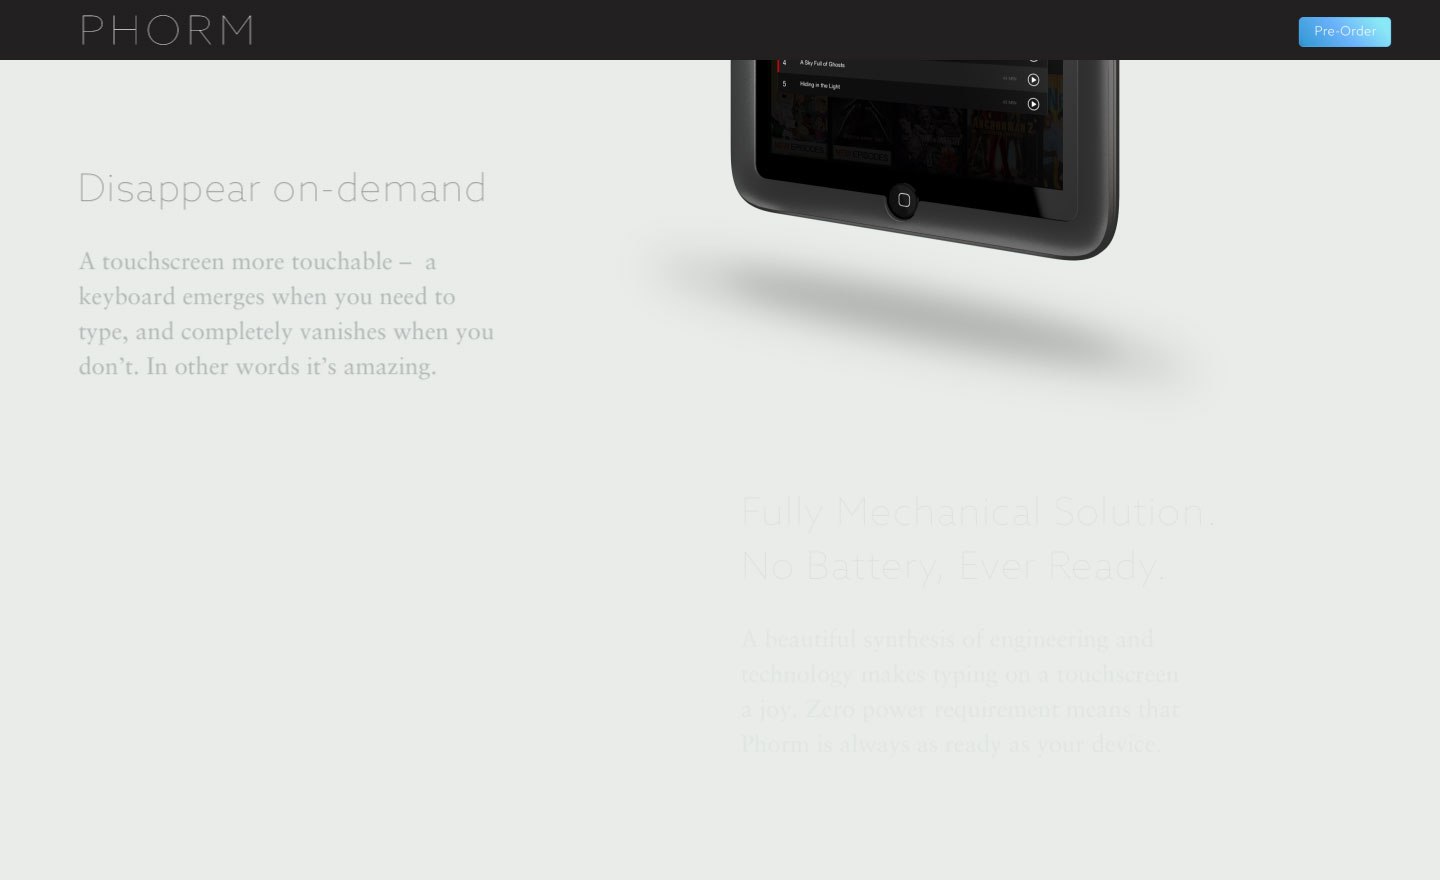 PHORM
Pre-Order
4 A Sky Full of Ghosts
5 Hiding in the Light
EPISODES
EPISODES
Disappear on-demand
A touchscreen more touchable –  a
keyboard emerges when you need to
type, and completely vanishes when you
don’t. In other words it’s amazing.
Fully Mechanical Solution.
No Battery, Ever Ready.
A beautiful synthesis of engineering and
technology makes typing on a touchscreen
a joy. Zero power requirement means that
Phorm is always as ready as your device.